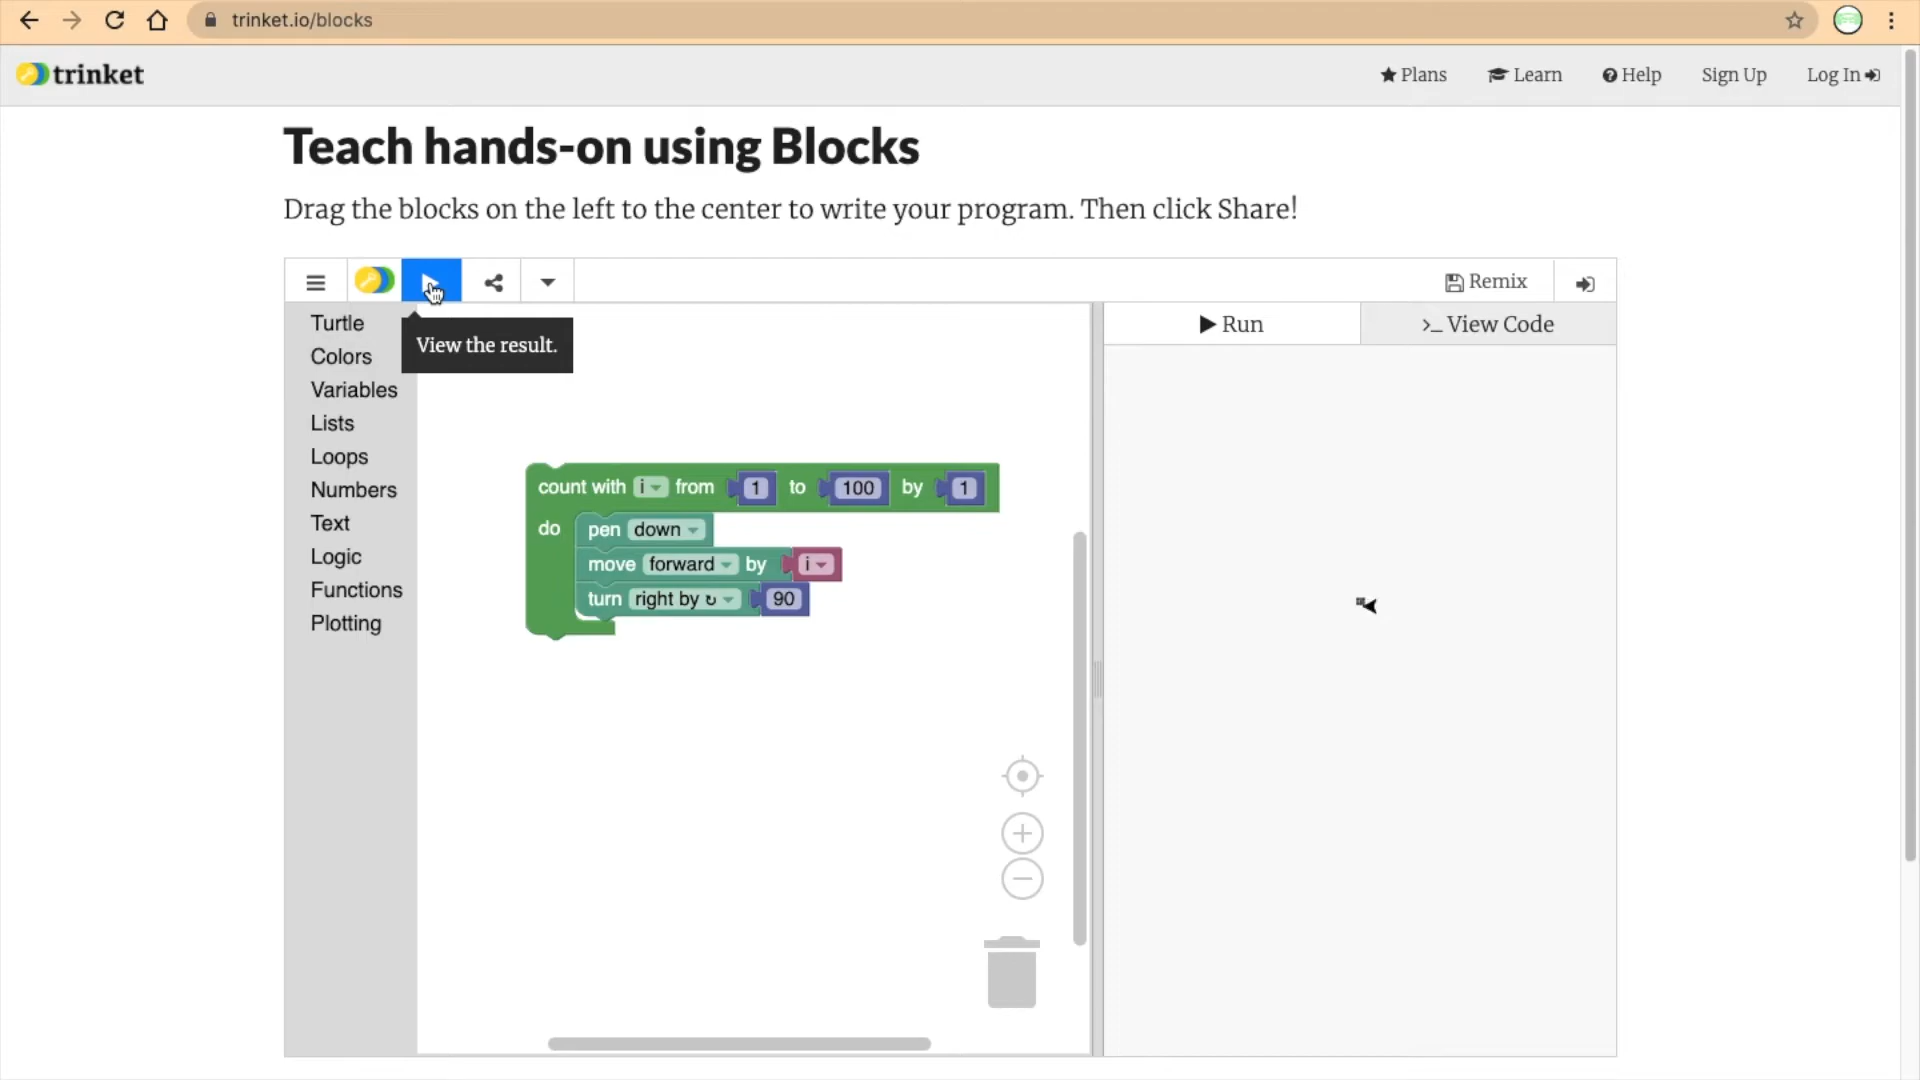 trinket.io/blocks
trinket
Plans Learn Help Sign Up Log In
Teach hands-on using Blocks
Drag the blocks on the left to the center to write your program. Then click Share!
Remix
Turtle
Colors
Variables
Lists
Loops
Numbers
Text
Logic
Functions
Plotting
View the result.
count with i from 1 to 100 by 1
do pen down
move forward by i
turn right by ↻ 90
Run >_ View Code